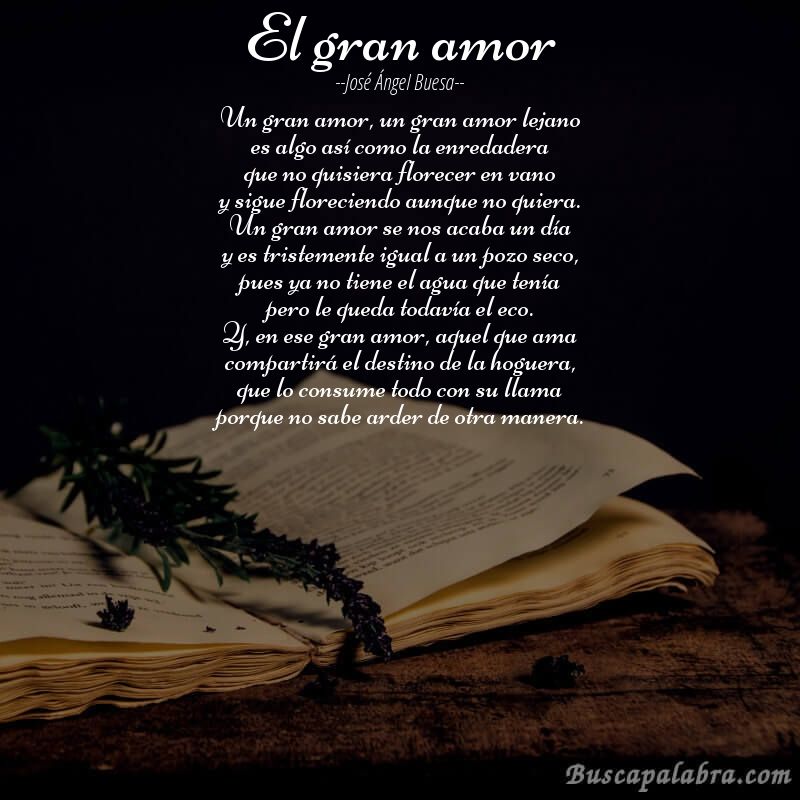 El gran amor
--José Ángel Buesa--
Un gran amor, un gran amor lejano
es algo así como la enredadera
que no quisiera florecer en vano
y sigue floreciendo aunque no quiera.
Un gran amor se nos acaba un día
y es tristemente igual a un pozo seco,
pues ya no tiene el agua que tenía
pero le queda todavía el eco.
Y, en ese gran amor, aquel que ama
compartirá el destino de la hoguera,
que lo consume todo con su llama
porque no sabe arder de otra manera.
Buscapalabra.com